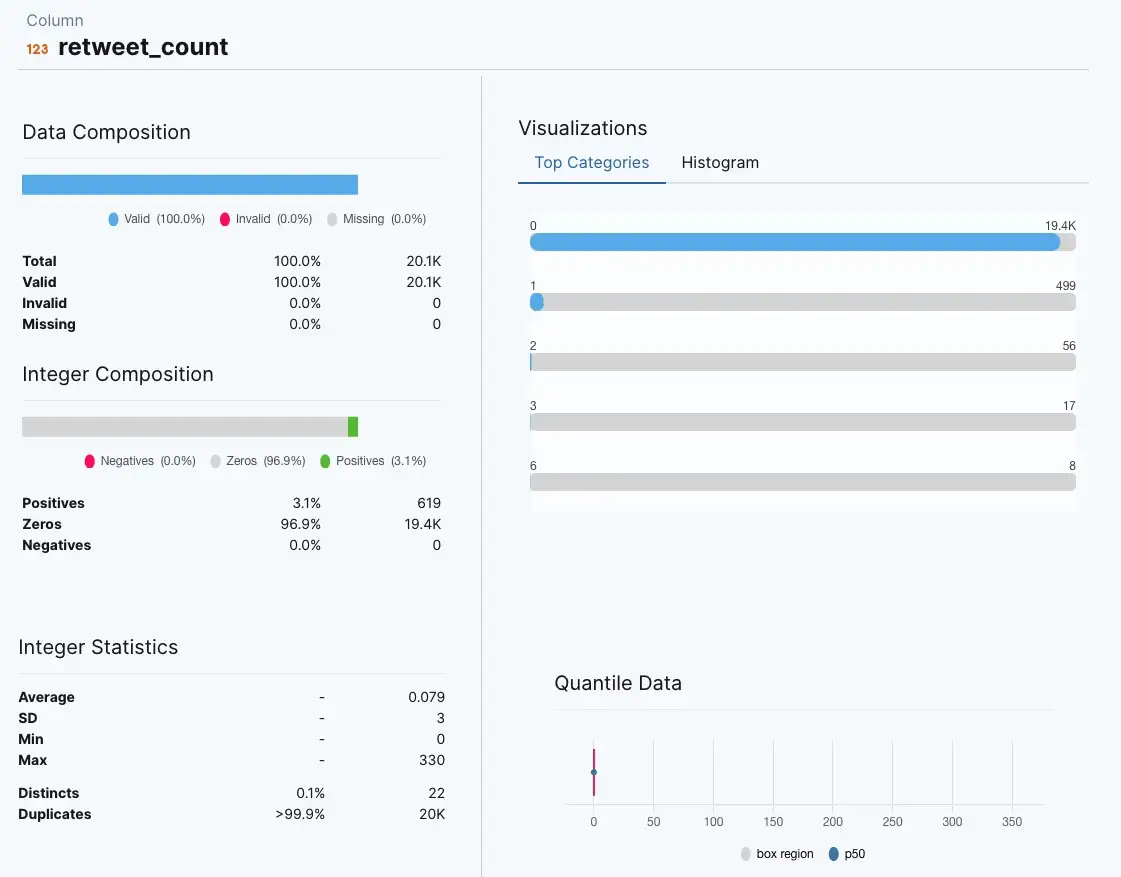 Column
123 retweet_count
Data Composition
Valid (100.0%) Invalid (0.0%) Missing (0.0%)
Total 100.0% 20.1K
Valid 100.0% 20.1K
Invalid 0.0% 0
Missing 0.0% 0
Integer Composition
Negatives (0.0%) Zeros (96.9%) Positives (3.1%)
Positives 3.1% 619
Zeros 96.9% 19.4K
Negatives 0.0% 0
Integer Statistics
Average - 0.079
SD - 3
Min - 0
Max - 330
Distincts 0.1% 22
Duplicates >99.9% 20K
Visualizations
Top Categories Histogram
0 19.4K
1 499
2 56
3 17
6 8
Quantile Data
0 50 100 150 200 250 300 350
box region p50